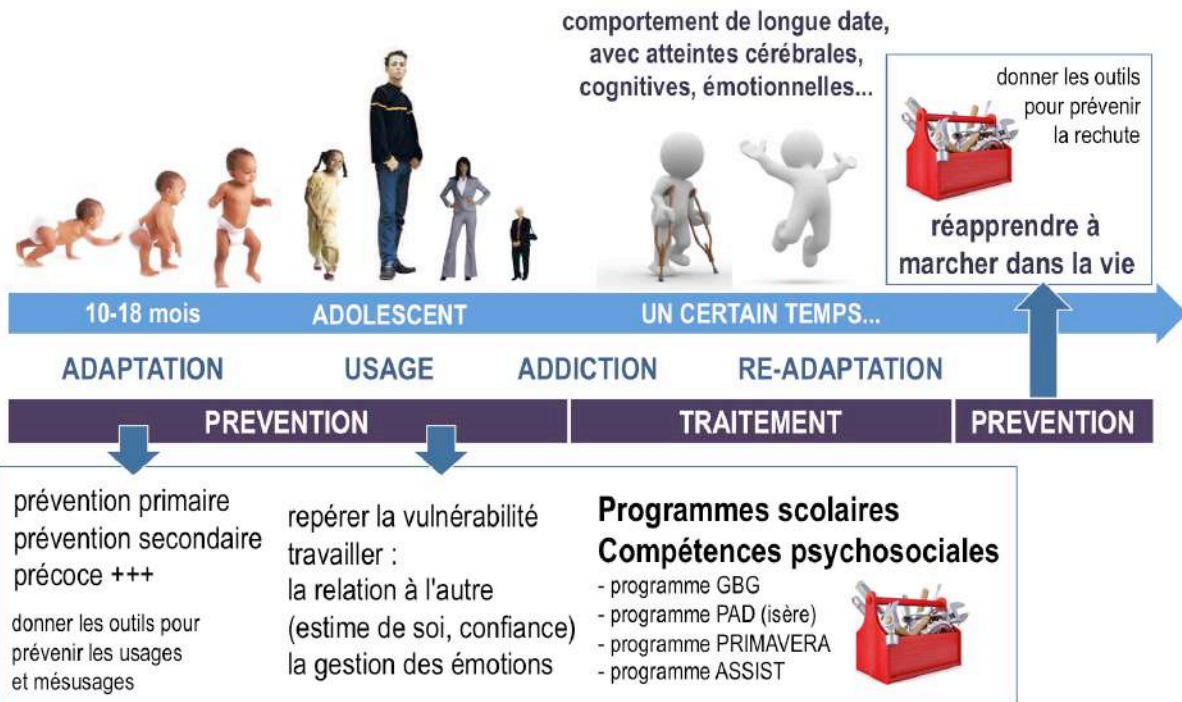 comportement de longue date,
avec atteintes cérébrales,
cognitives, émotionnelles...
donner les outils
pour prévenir
la rechute
réapprendre à
marcher dans la vie
10-18 mois
ADOLESCENT
UN CERTAIN TEMPS...
ADAPTATION
USAGE
ADDICTION
RE-ADAPTATION
PREVENTION
TRAITEMENT
PREVENTION
prévention primaire
prévention secondaire
précoce +++
donner les outils pour
prévenir les usages
et mésusages
repérer la vulnérabilité
travailler :
la relation à l'autre
(estime de soi, confiance)
la gestion des émotions
Programmes scolaires
Compétences psychosociales
- programme GBG
- programme PAD (isère)
- programme PRIMAVERA
- programme ASSIST